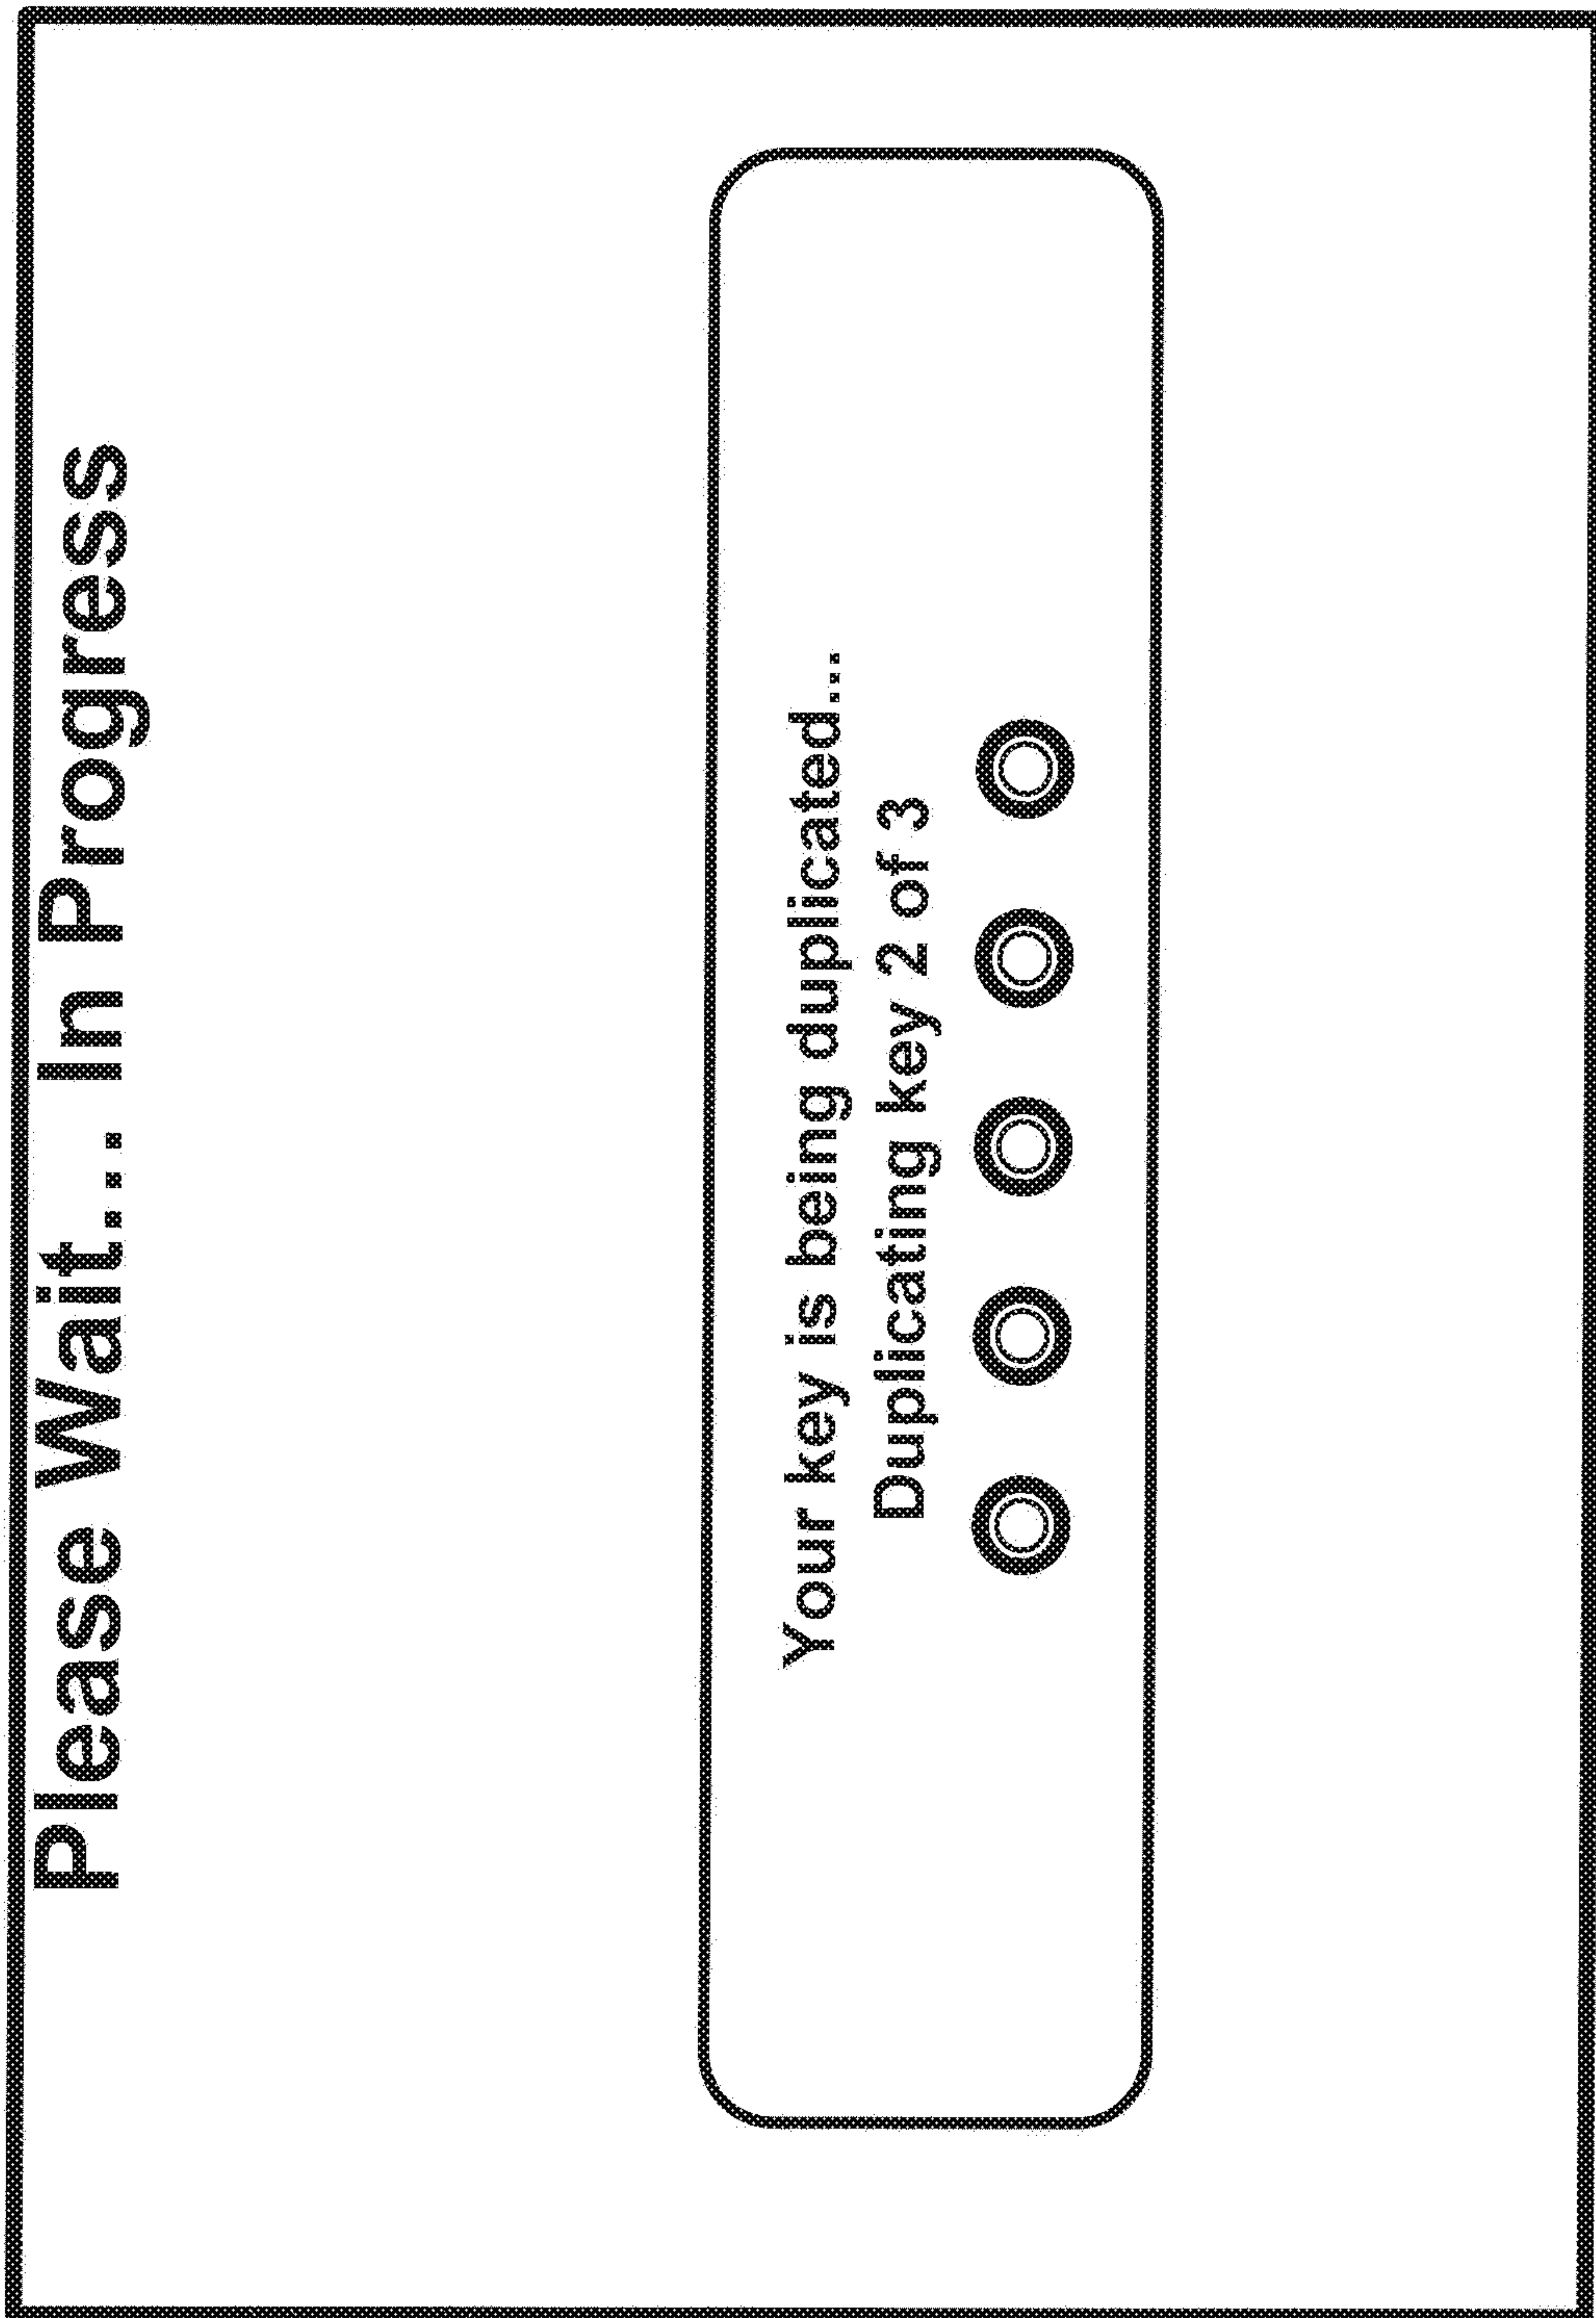 Please Wait... In Progress
Your key is being duplicated...
Duplicating key 2 of 3